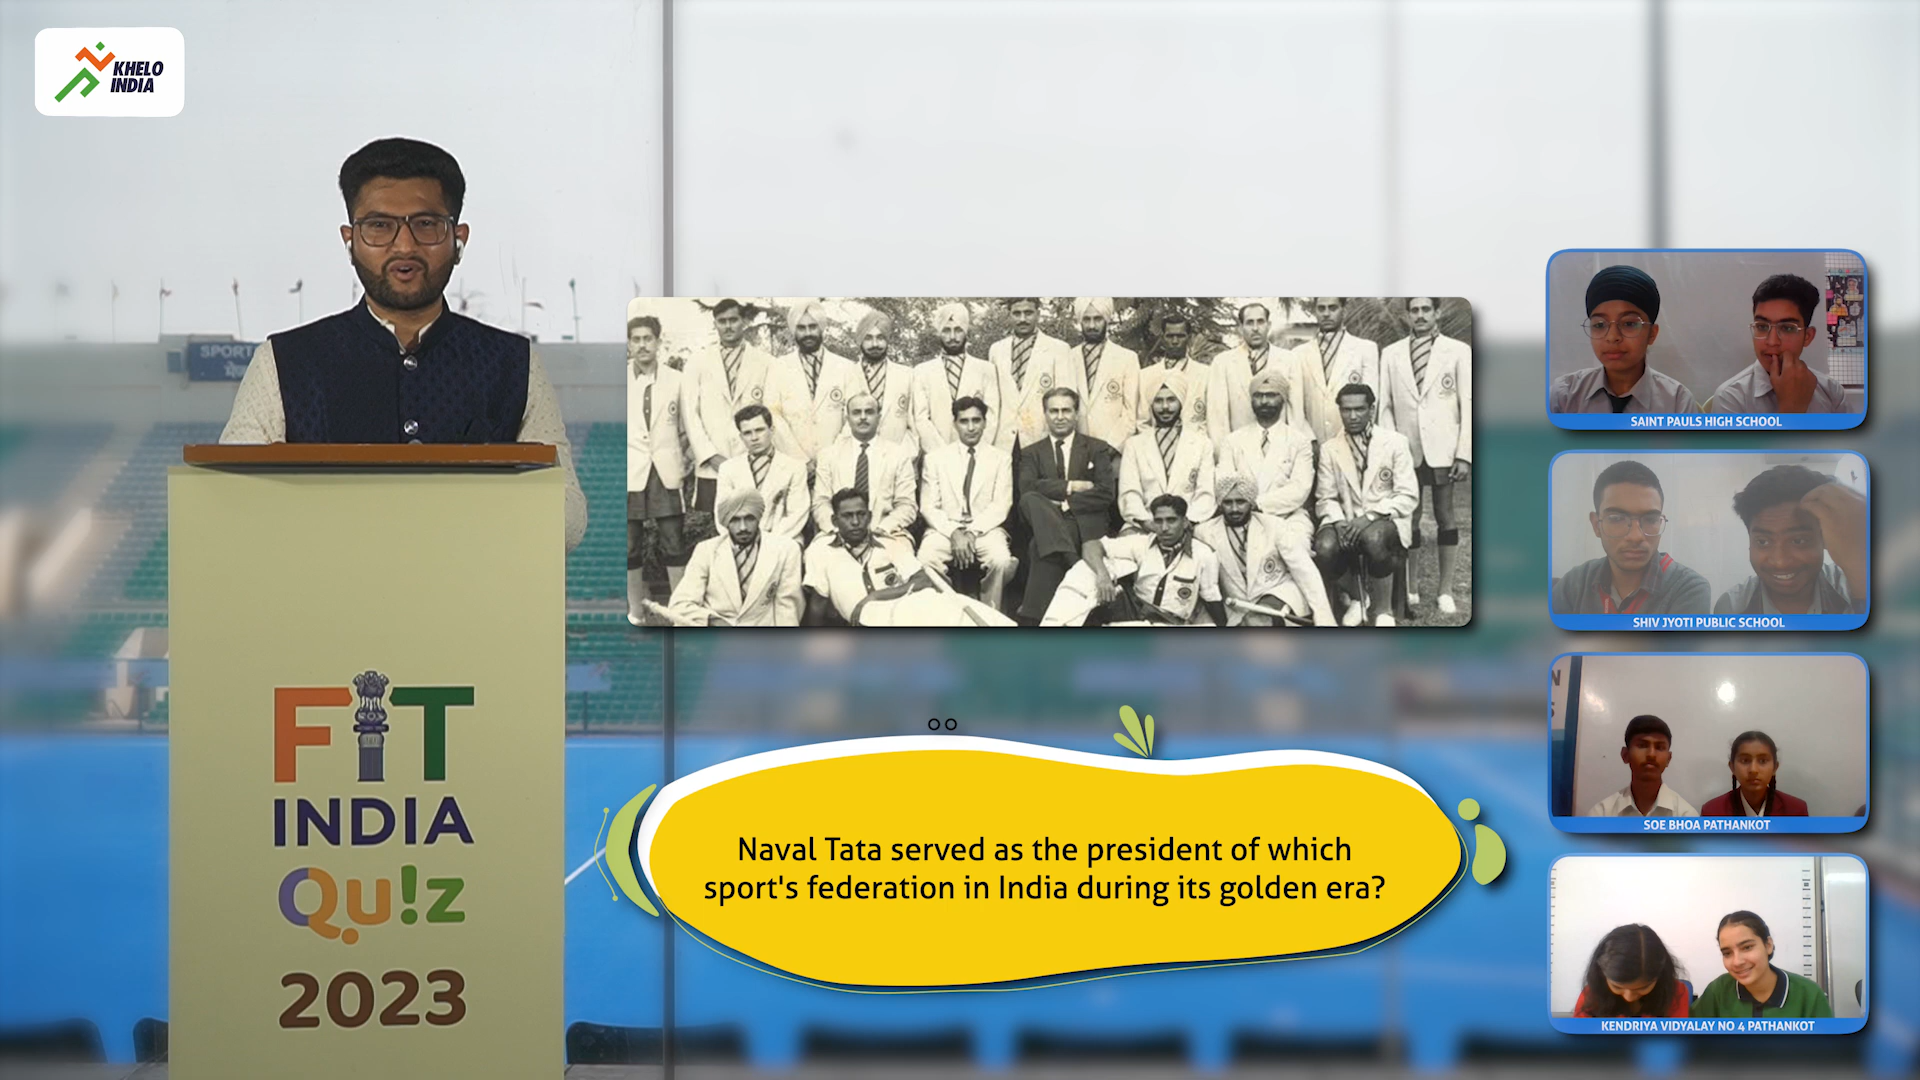 KHELO
INDIA
SPORT
SAINT PAULS HIGH SCHOOL
SHIV JYOTI PUBLIC SCHOOL
SOE BHOA PATHANKOT
KENDRIYA VIDYALAY NO 4 PATHANKOT
Naval Tata served as the president of which
sport's federation in India during its golden era?
FIT
INDIA
Qu!z
2023